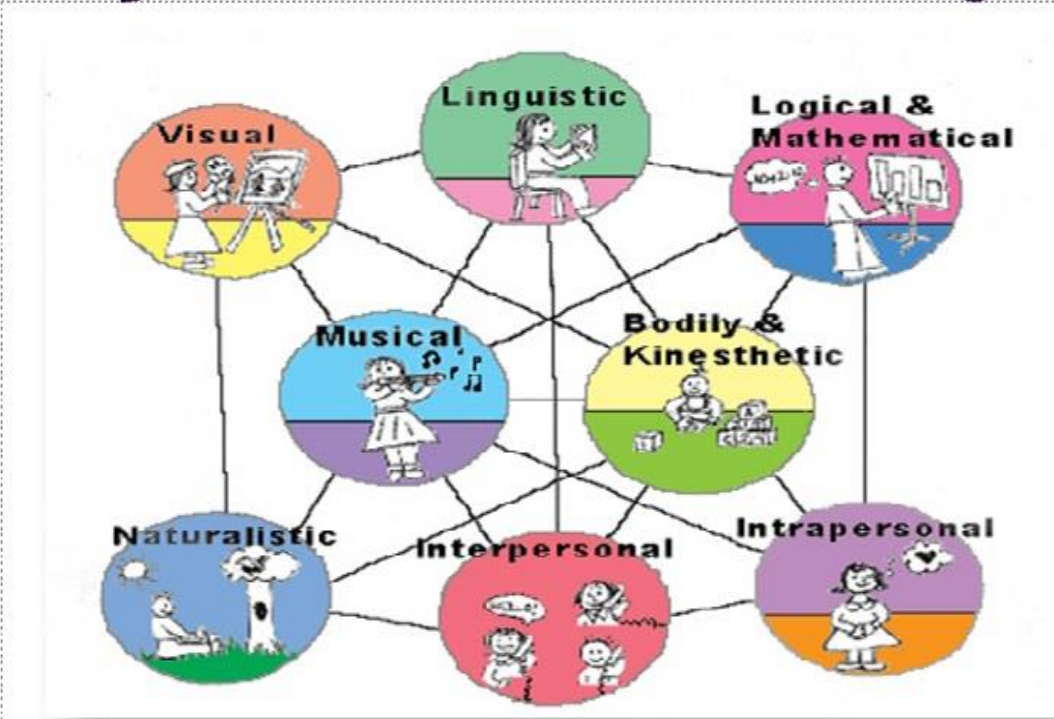 Linguistic
Visual
Logical &
Mathematical
Musical
Bodily &
Kinesthetic
Naturalistic
Interpersonal
Intrapersonal